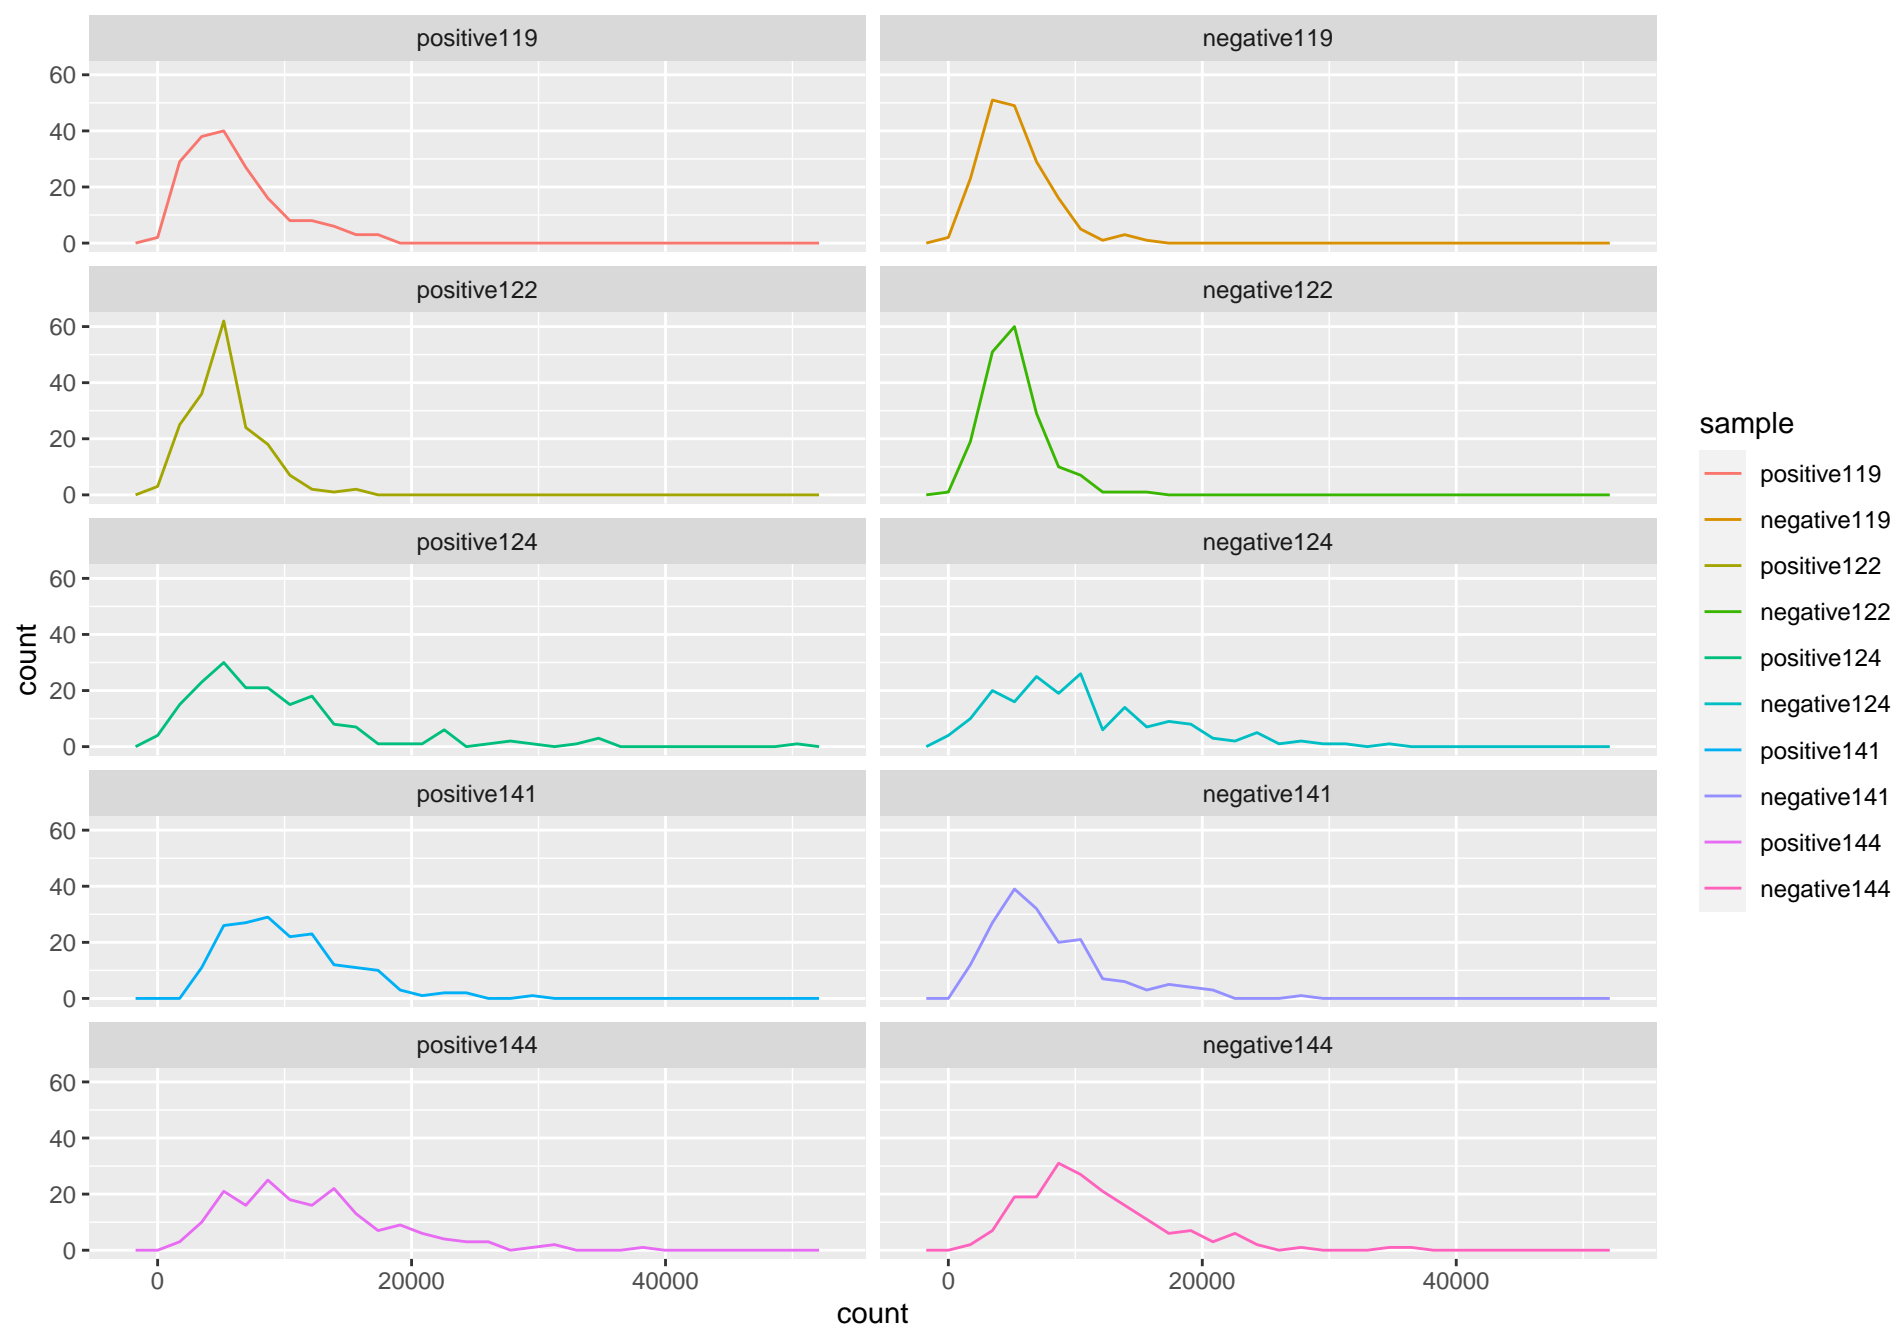 positive119
negative119
60
40
20
0
positive122
negative122
60
40
20
0
positive124
negative124
60
40
20
0
positive141
negative141
60
40
20
0
positive144
negative144
60
40
20
0
0
20000
40000
0
20000
40000
count
count
sample
positive119
negative119
positive122
negative122
positive124
negative124
positive141
negative141
positive144
negative144